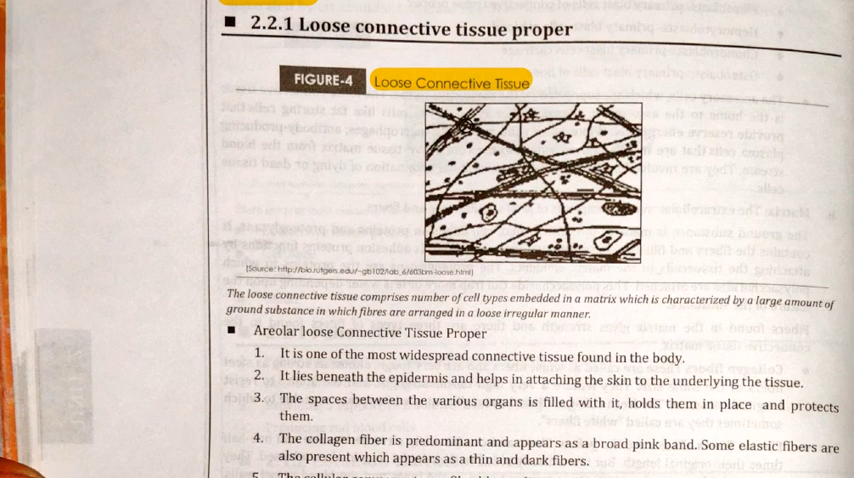 2.2.1 Loose connective tissue proper
FIGURE-4 Loose Connective Tissue
[Source: http://bio.rutgers.edu/~gb102/lab_6/603bm-loose.html]
The loose connective tissue comprises number of cell types embedded in a matrix which is characterized by a large amount of
ground substance in which fibres are arranged in a loose irregular manner.
Areolar loose Connective Tissue Proper
1. It is one of the most widespread connective tissue found in the body.
2. It lies beneath the epidermis and helps in attaching the skin to the underlying the tissue.
3. The spaces between the various organs is filled with it, holds them in place and protects
them.
4. The collagen fiber is predominant and appears as a broad pink band. Some elastic fibers are
also present which appears as a thin and dark fibers.
5. The cellular